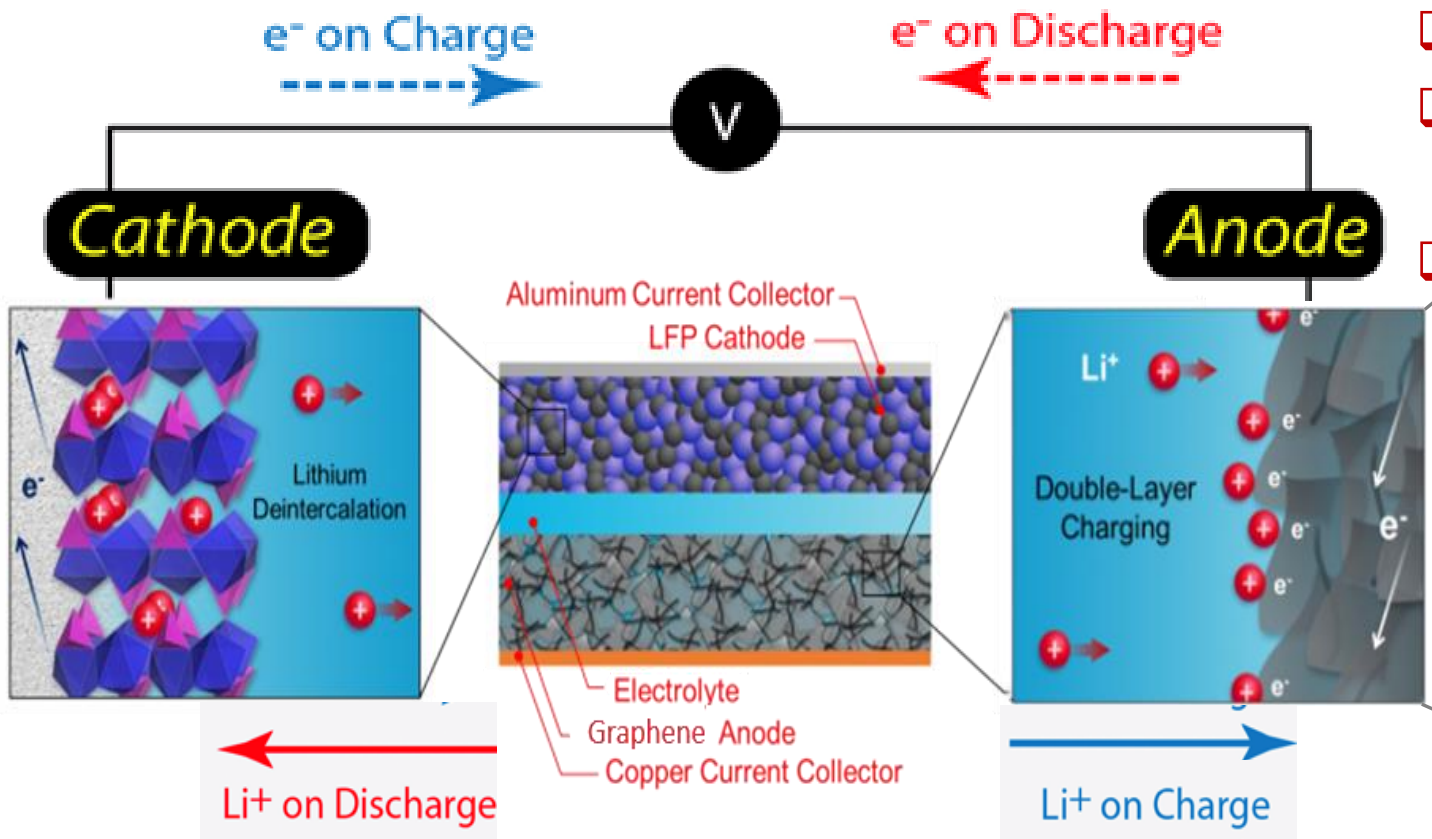 e⁻ on Charge
e⁻ on Discharge
V
Cathode
Anode
Aluminum Current Collector
LFP Cathode
e⁻
Lithium
Deintercalation
+
+
+
+
+
+
Li⁺
+
Double-Layer
Charging
+
+
+
+
+
+
+
+
e⁻
e⁻
e⁻
e⁻
e⁻
e⁻
e⁻
Electrolyte
Graphene Anode
Copper Current Collector
Li⁺ on Discharge
Li⁺ on Charge